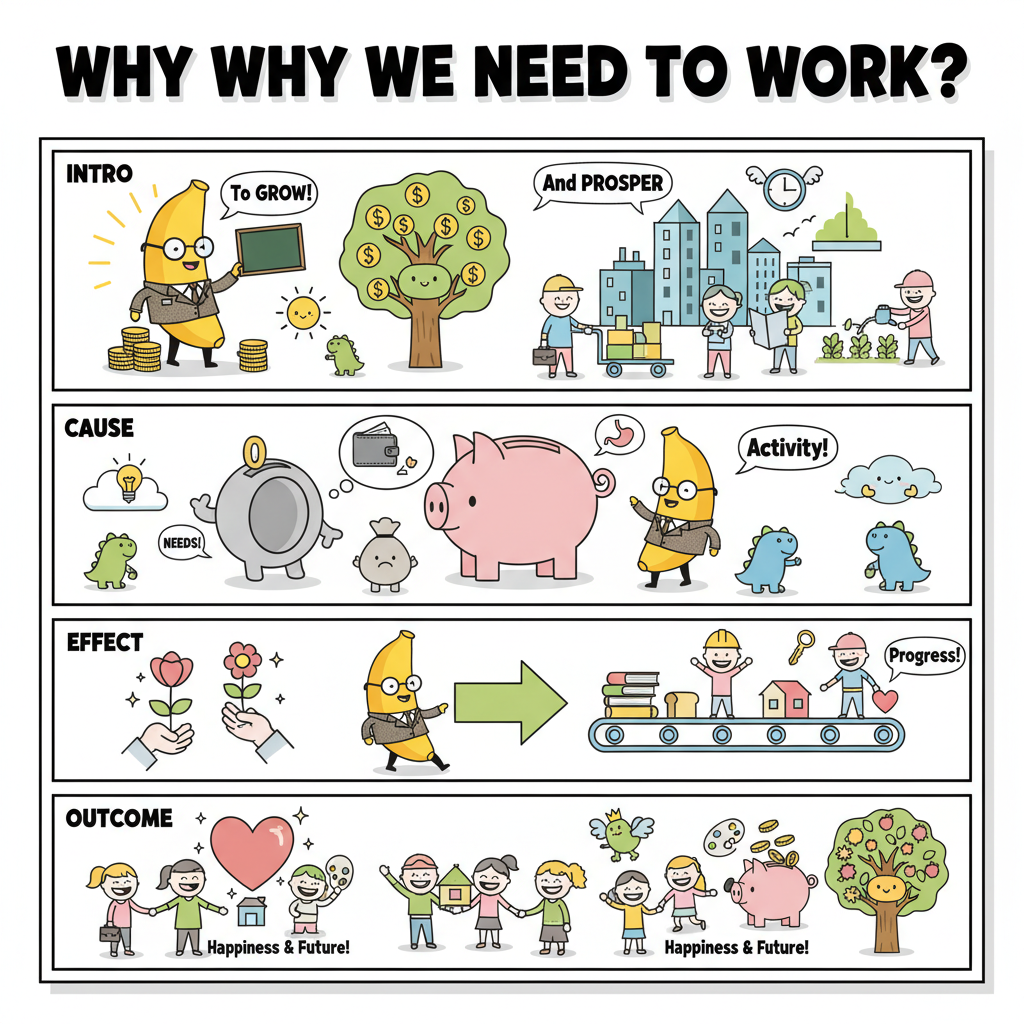 WHY WHY WE NEED TO WORK?
INTRO
To GROW!
$
$
$
$
$
$
$
$
And PROSPER
CAUSE
NEEDS!
Activity!
EFFECT
Progress!
OUTCOME
Happiness & Future!
Happiness & Future!